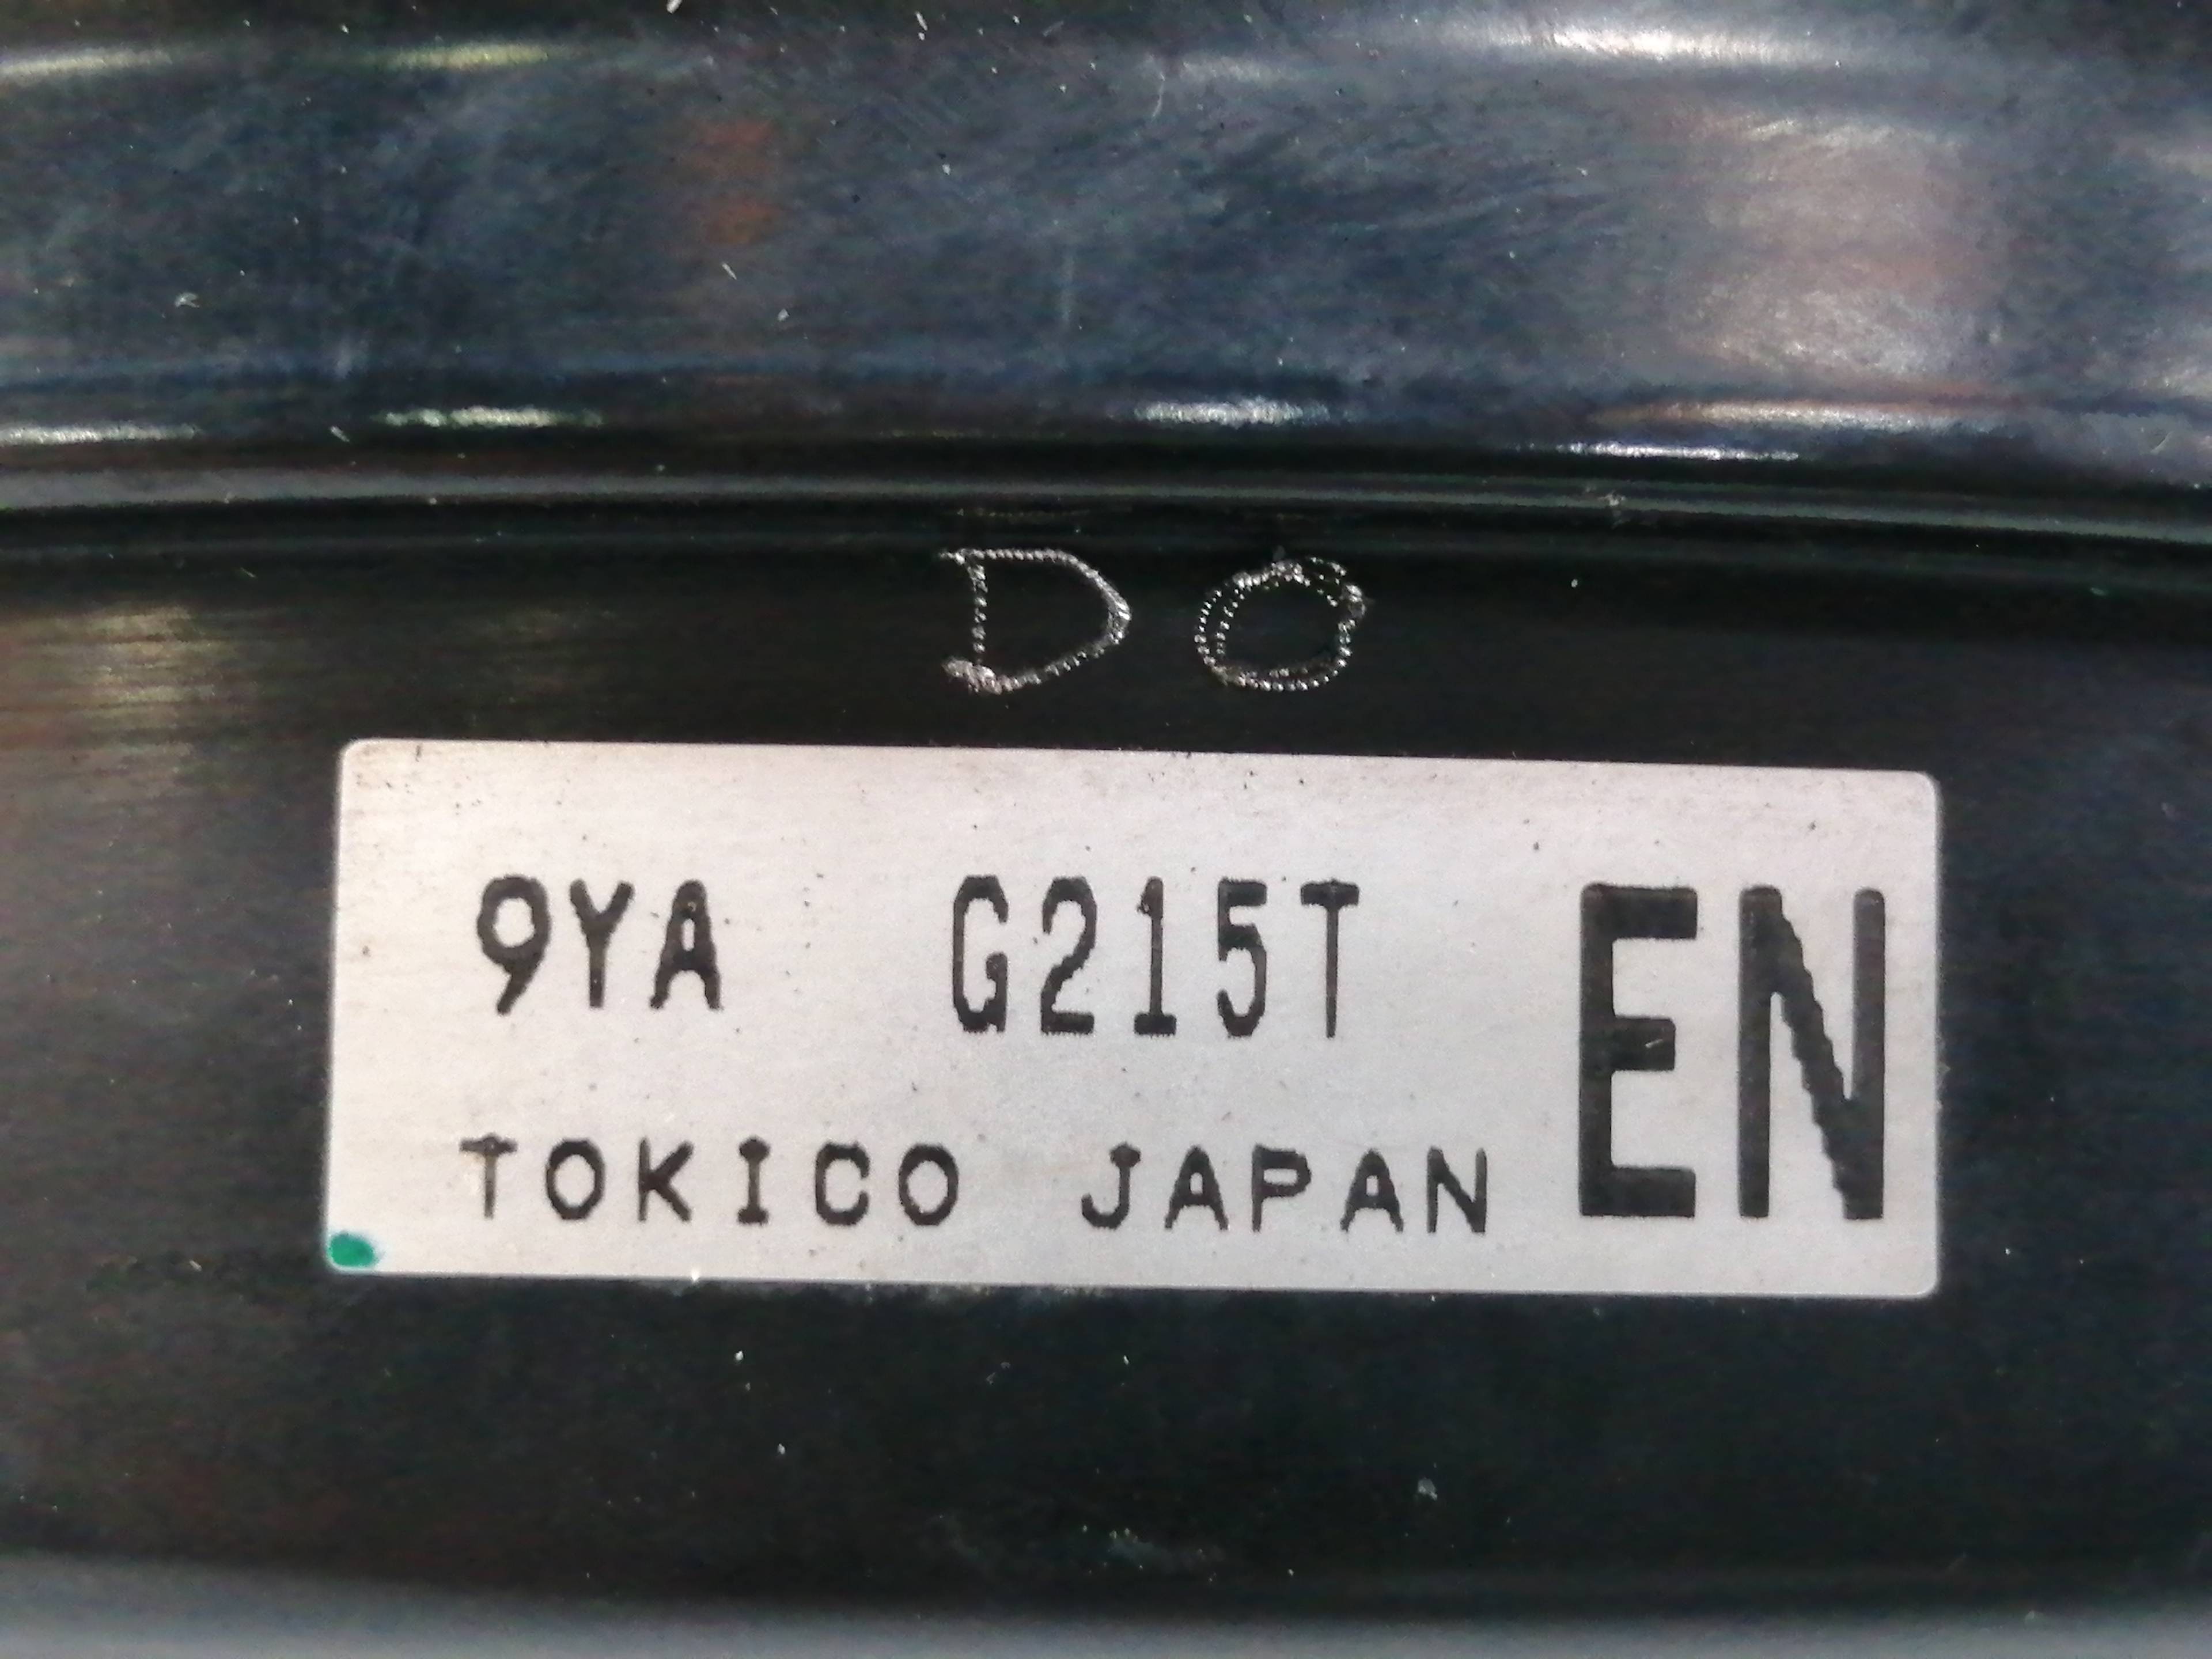 DO
9YA G215T EN
TOKICO JAPAN